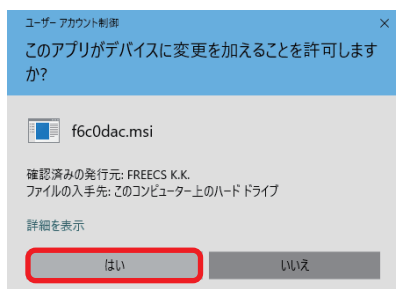 ユーザー アカウント制御
このアプリがデバイスに変更を加えることを許可します
か?
f6c0dac.msi
確認済みの発行元: FREECS K.K.
ファイルの入手先: このコンピューター上のハード ドライブ
詳細を表示
はい
いいえ